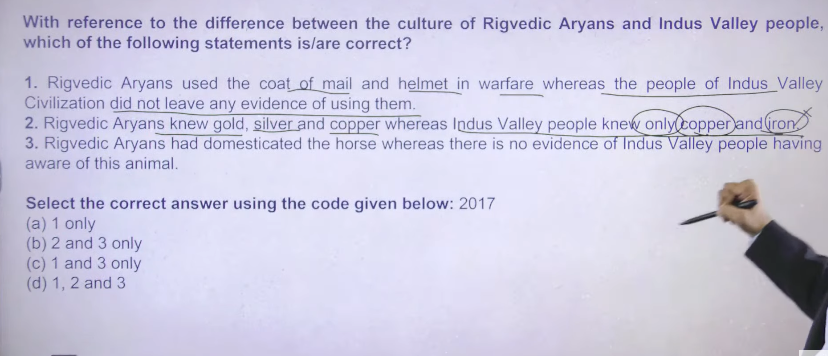 With reference to the difference between the culture of Rigvedic Aryans and Indus Valley people,
which of the following statements is/are correct?
1. Rigvedic Aryans used the coat of mail and helmet in warfare whereas the people of Indus Valley
Civilization did not leave any evidence of using them.
2. Rigvedic Aryans knew gold, silver and copper whereas Indus Valley people knew only copper and iron.
3. Rigvedic Aryans had domesticated the horse whereas there is no evidence of Indus Valley people having
aware of this animal.
Select the correct answer using the code given below: 2017
(a) 1 only
(b) 2 and 3 only
(c) 1 and 3 only
(d) 1, 2 and 3